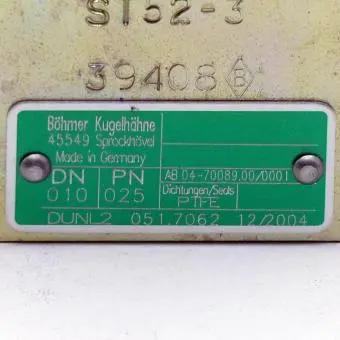 ST52-3
39408 B
Böhmer Kugelhähne
45549 Sprockhövel
Made in Germany
DN PN
010 025
AB 04-70089.00/0001
Dichtungen/Seals
PTFE
DUNL2 051.7062 12/2004